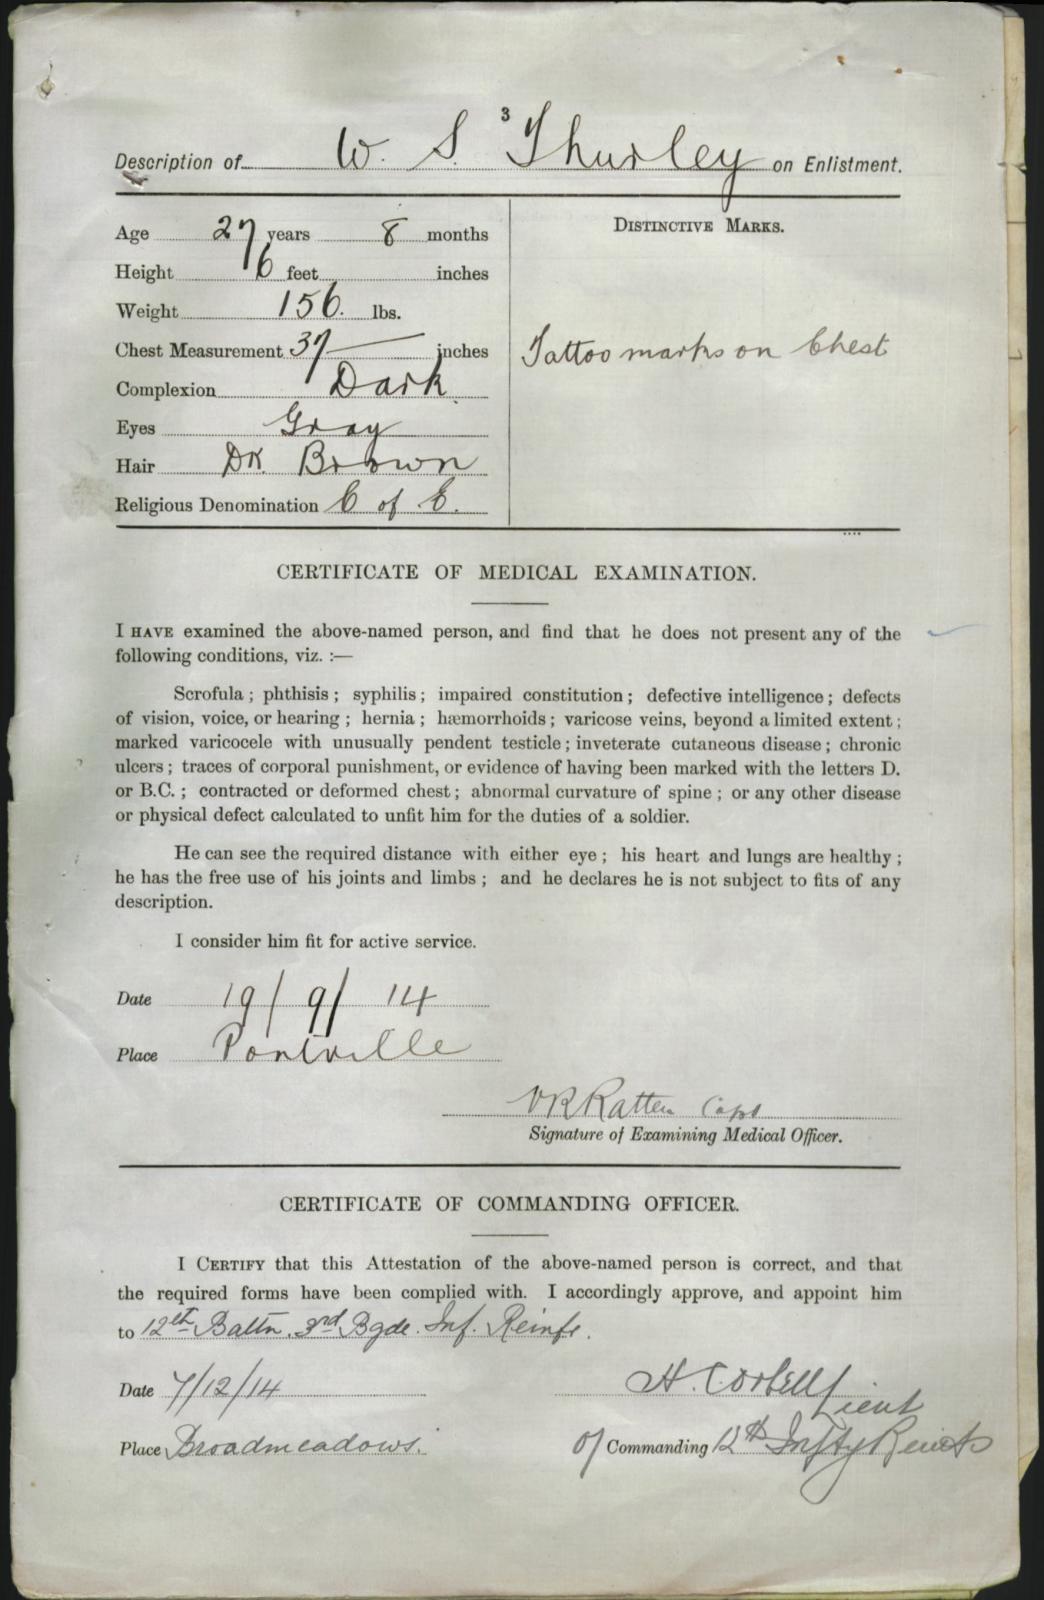 3
Description of W. S. Thurley on Enlistment.
Age 27 years 8 months
Height 6 feet inches
Weight 156. lbs.
Chest Measurement 37 — inches
Complexion Dark
Eyes Gray
Hair DK. Brown
Religious Denomination C of E.
DISTINCTIVE MARKS.
Tattoo marks on Chest
CERTIFICATE OF MEDICAL EXAMINATION.
I HAVE examined the above-named person, and find that he does not present any of the
following conditions, viz. :—
Scrofula ; phthisis ; syphilis ; impaired constitution ; defective intelligence ; defects
of vision, voice, or hearing ; hernia ; hæmorrhoids ; varicose veins, beyond a limited extent ;
marked varicocele with unusually pendent testicle ; inveterate cutaneous disease ; chronic
ulcers ; traces of corporal punishment, or evidence of having been marked with the letters D.
or B.C. ; contracted or deformed chest ; abnormal curvature of spine ; or any other disease
or physical defect calculated to unfit him for the duties of a soldier.
He can see the required distance with either eye ; his heart and lungs are healthy ;
he has the free use of his joints and limbs ; and he declares he is not subject to fits of any
description.
I consider him fit for active service.
Date 19/9/14
Place Pontville
VRRatten Capt
Signature of Examining Medical Officer.
CERTIFICATE OF COMMANDING OFFICER.
I CERTIFY that this Attestation of the above-named person is correct, and that
the required forms have been complied with. I accordingly approve, and appoint him
to 12th Battn. 3rd Bgde. Inf. Reinfs.
Date 7/12/14
H. Lieut
Place Broadmeadows.
Commanding 12th Infty Reinfts